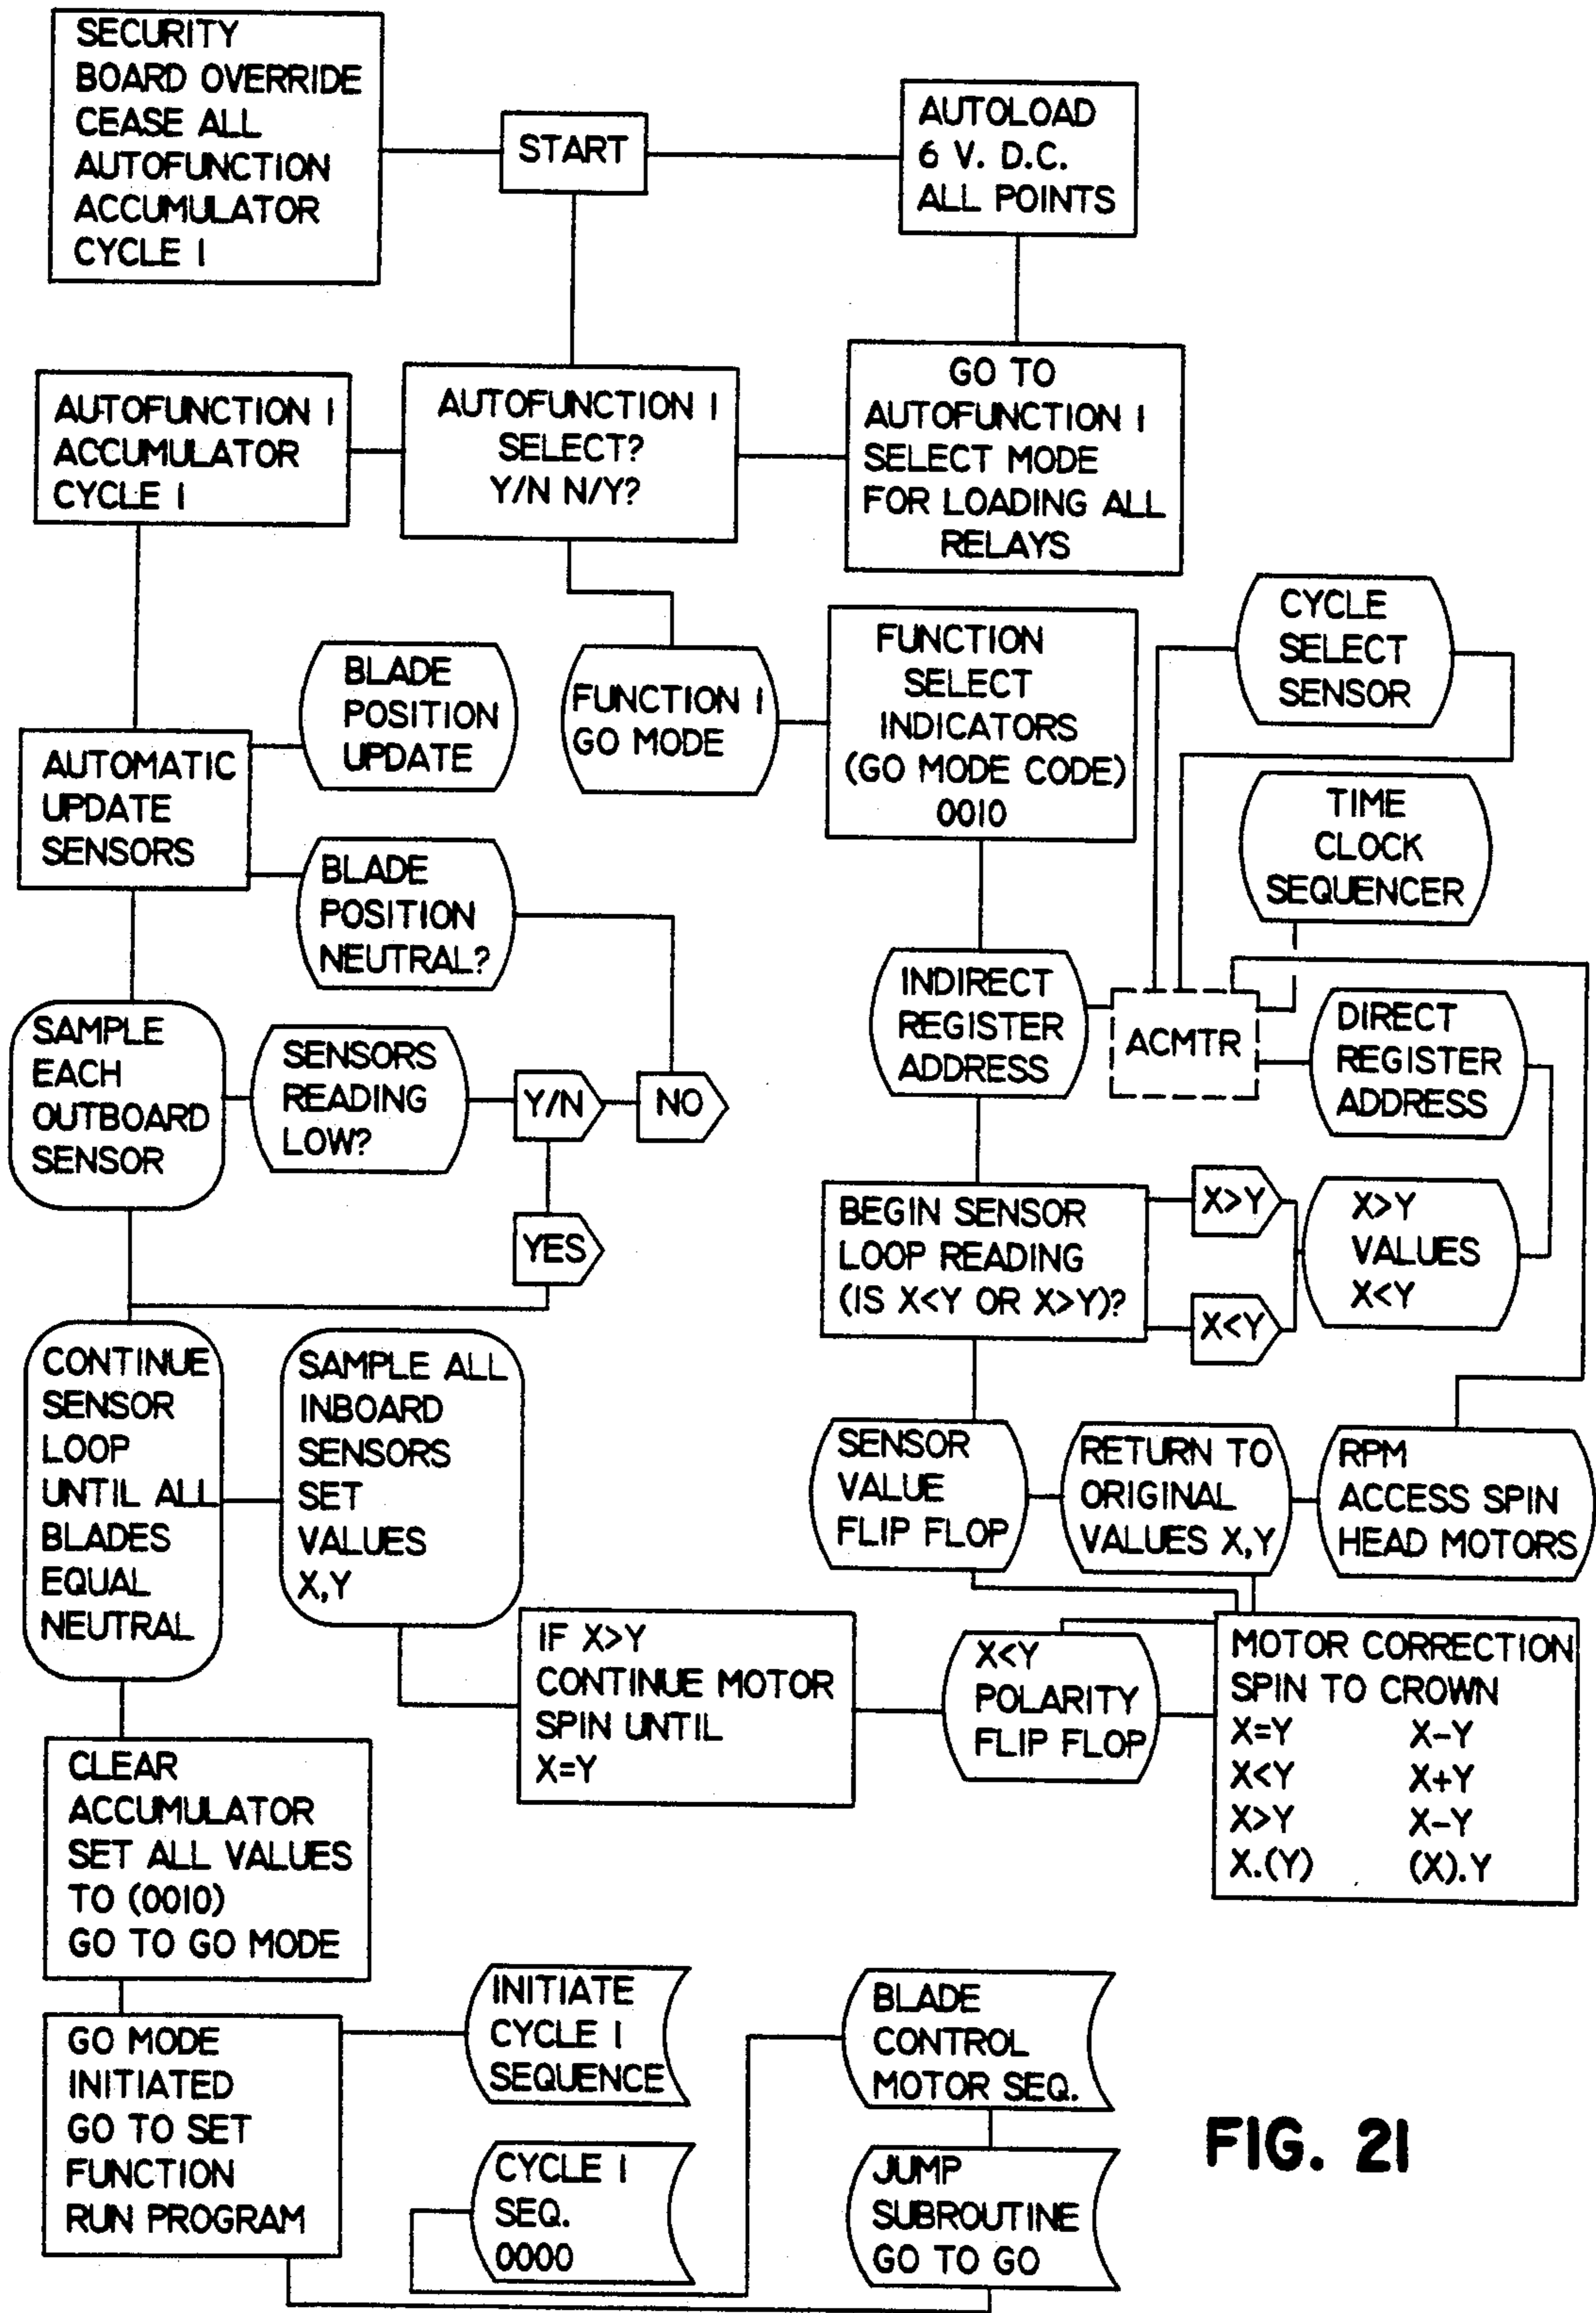 SECURITY
BOARD OVERRIDE
CEASE ALL
AUTOFUNCTION
ACCUMULATOR
CYCLE I
START
AUTOLOAD
6 V. D.C.
ALL POINTS
AUTOFUNCTION I
ACCUMULATOR
CYCLE I
AUTOFUNCTION I
SELECT?
Y/N N/Y?
GO TO
AUTOFUNCTION I
SELECT MODE
FOR LOADING ALL
RELAYS
BLADE
POSITION
UPDATE
FUNCTION I
GO MODE
FUNCTION
SELECT
INDICATORS
(GO MODE CODE)
0010
CYCLE
SELECT
SENSOR
AUTOMATIC
UPDATE
SENSORS
TIME
CLOCK
SEQUENCER
BLADE
POSITION
NEUTRAL?
INDIRECT
REGISTER
ADDRESS
ACMTR
DIRECT
REGISTER
ADDRESS
SAMPLE
EACH
OUTBOARD
SENSOR
SENSORS
READING
LOW?
Y/N
NO
YES
BEGIN SENSOR
LOOP READING
(IS X<Y OR X>Y)?
X>Y
X<Y
X>Y
VALUES
X<Y
CONTINUE
SENSOR
LOOP
UNTIL ALL
BLADES
EQUAL
NEUTRAL
SAMPLE ALL
INBOARD
SENSORS
SET
VALUES
X,Y
SENSOR
VALUE
FLIP FLOP
RETURN TO
ORIGINAL
VALUES X,Y
RPM
ACCESS SPIN
HEAD MOTORS
IF X>Y
CONTINUE MOTOR
SPIN UNTIL
X=Y
X<Y
POLARITY
FLIP FLOP
MOTOR CORRECTION
SPIN TO CROWN
X=Y X-Y
X<Y X+Y
X>Y X-Y
X.(Y) (X).Y
CLEAR
ACCUMULATOR
SET ALL VALUES
TO (0010)
GO TO GO MODE
GO MODE
INITIATED
GO TO SET
FUNCTION
RUN PROGRAM
INITIATE
CYCLE I
SEQUENCE
BLADE
CONTROL
MOTOR SEQ.
CYCLE I
SEQ.
0000
JUMP
SUBROUTINE
GO TO GO
FIG. 21